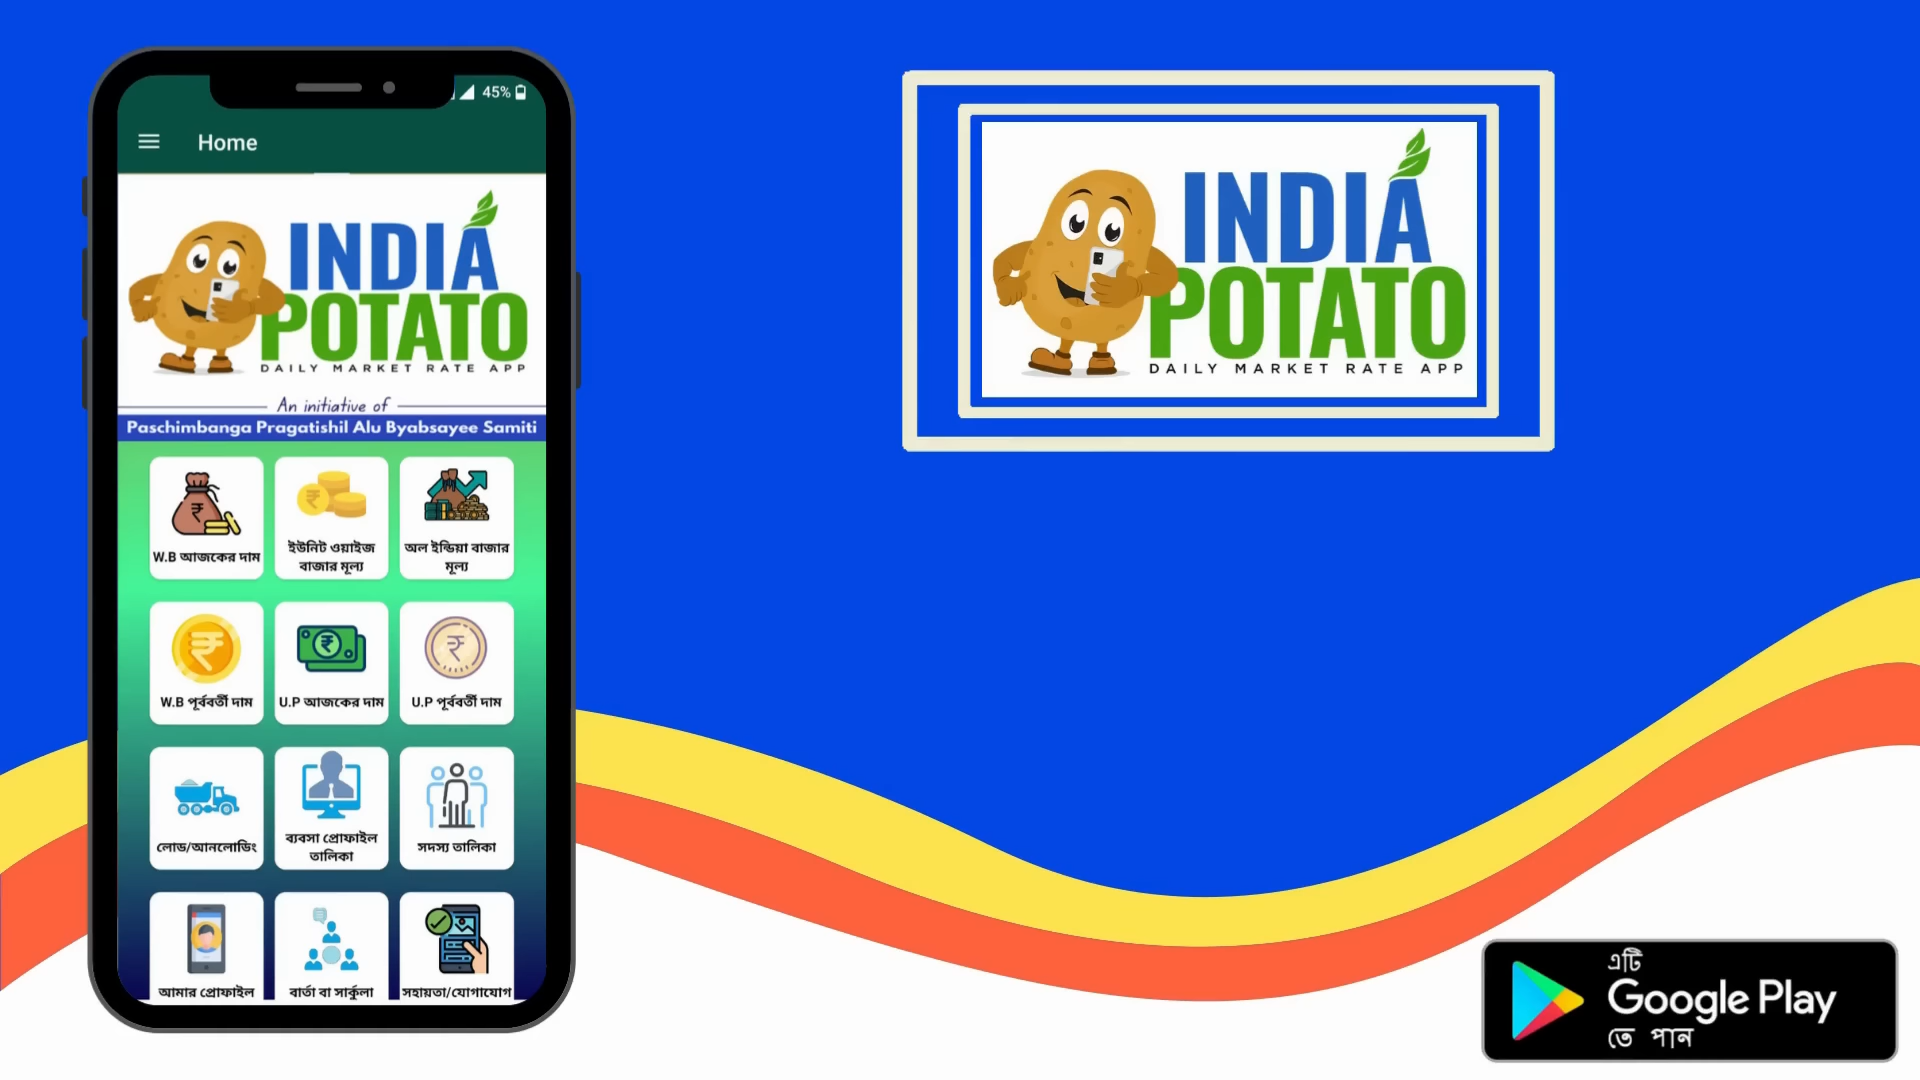 45%
Home
INDIA
POTATO
DAILY MARKET RATE APP
An initiative of
Paschimbanga Pragatishil Alu Byabsayee Samiti
W.B আজকের দাম
ইউনিট ওয়াইজ
বাজার মূল্য
অল ইন্ডিয়া বাজার
মূল্য
W.B পূর্ববর্তী দাম
U.P আজকের দাম
U.P পূর্ববর্তী দাম
লোড/আনলোডিং
ব্যবসা প্রোফাইল
তালিকা
সদস্য তালিকা
আমার প্রোফাইল
বার্তা বা সার্কুলা
সহায়তা/যোগাযোগ
INDIA
POTATO
DAILY MARKET RATE APP
এটি
Google Play
তে পান